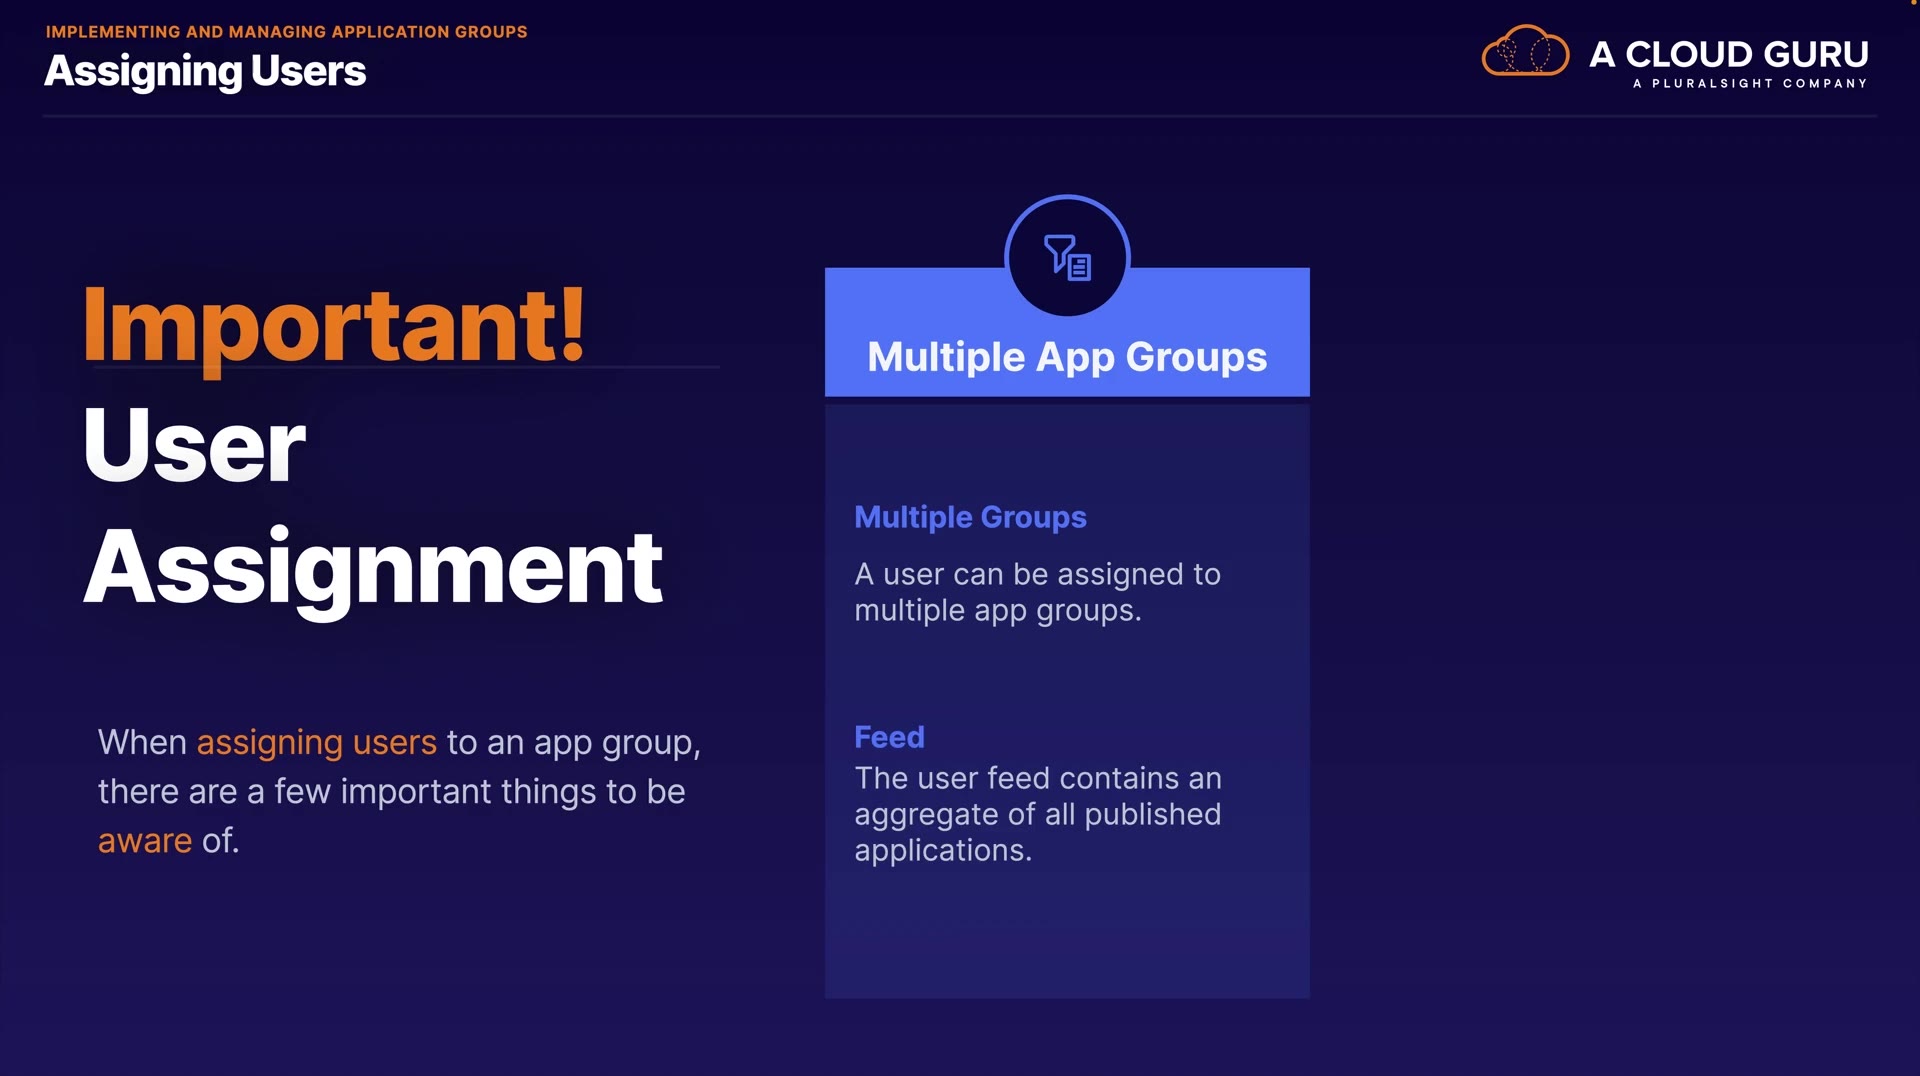 IMPLEMENTING AND MANAGING APPLICATION GROUPS
Assigning Users
A CLOUD GURU
A PLURALSIGHT COMPANY
Important!
User
Assignment
When assigning users to an app group,
there are a few important things to be
aware of.
Multiple App Groups
Multiple Groups
A user can be assigned to
multiple app groups.
Feed
The user feed contains an
aggregate of all published
applications.